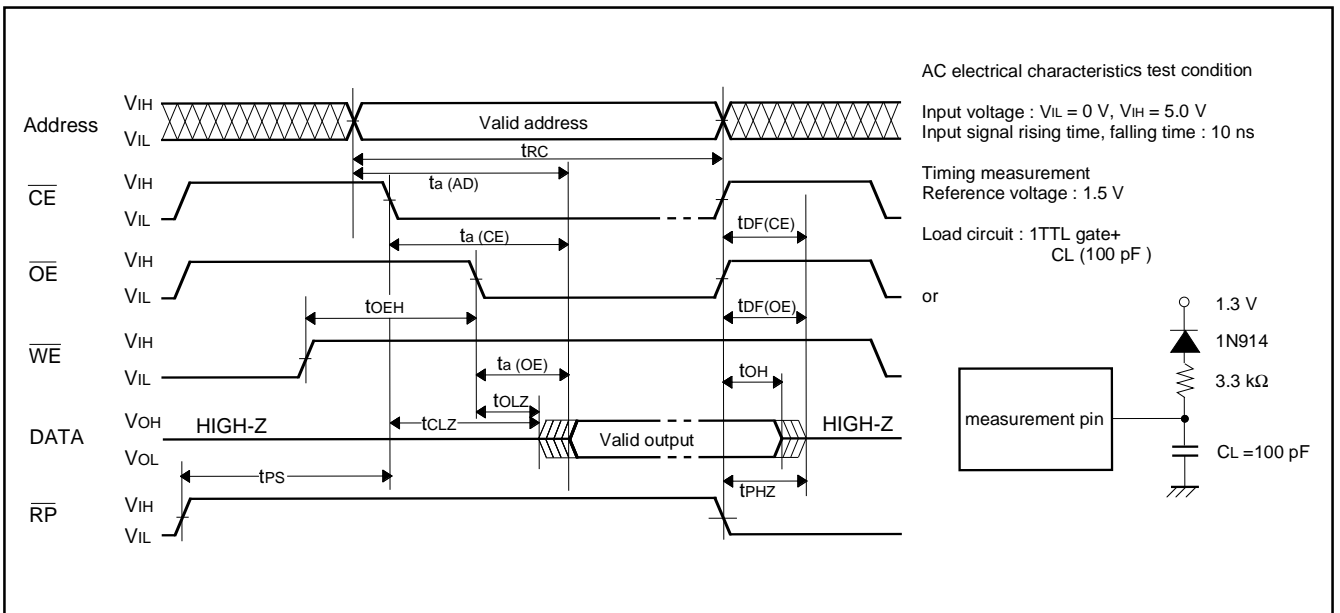 Address
VIH
VIL
Valid address
tRC
ta (AD)
CE
VIH
VIL
ta (CE)
tDF(CE)
OE
VIH
VIL
tOEH
tDF(OE)
WE
VIH
VIL
ta (OE)
tOH
tOLZ
tCLZ
DATA
VOH
VOL
HIGH-Z
Valid output
HIGH-Z
tPS
tPHZ
RP
VIH
VIL
AC electrical characteristics test condition
Input voltage : VIL = 0 V, VIH = 5.0 V
Input signal rising time, falling time : 10 ns
Timing measurement
Reference voltage : 1.5 V
Load circuit : 1TTL gate+
CL (100 pF )
or
1.3 V
1N914
3.3 kΩ
measurement pin
CL =100 pF